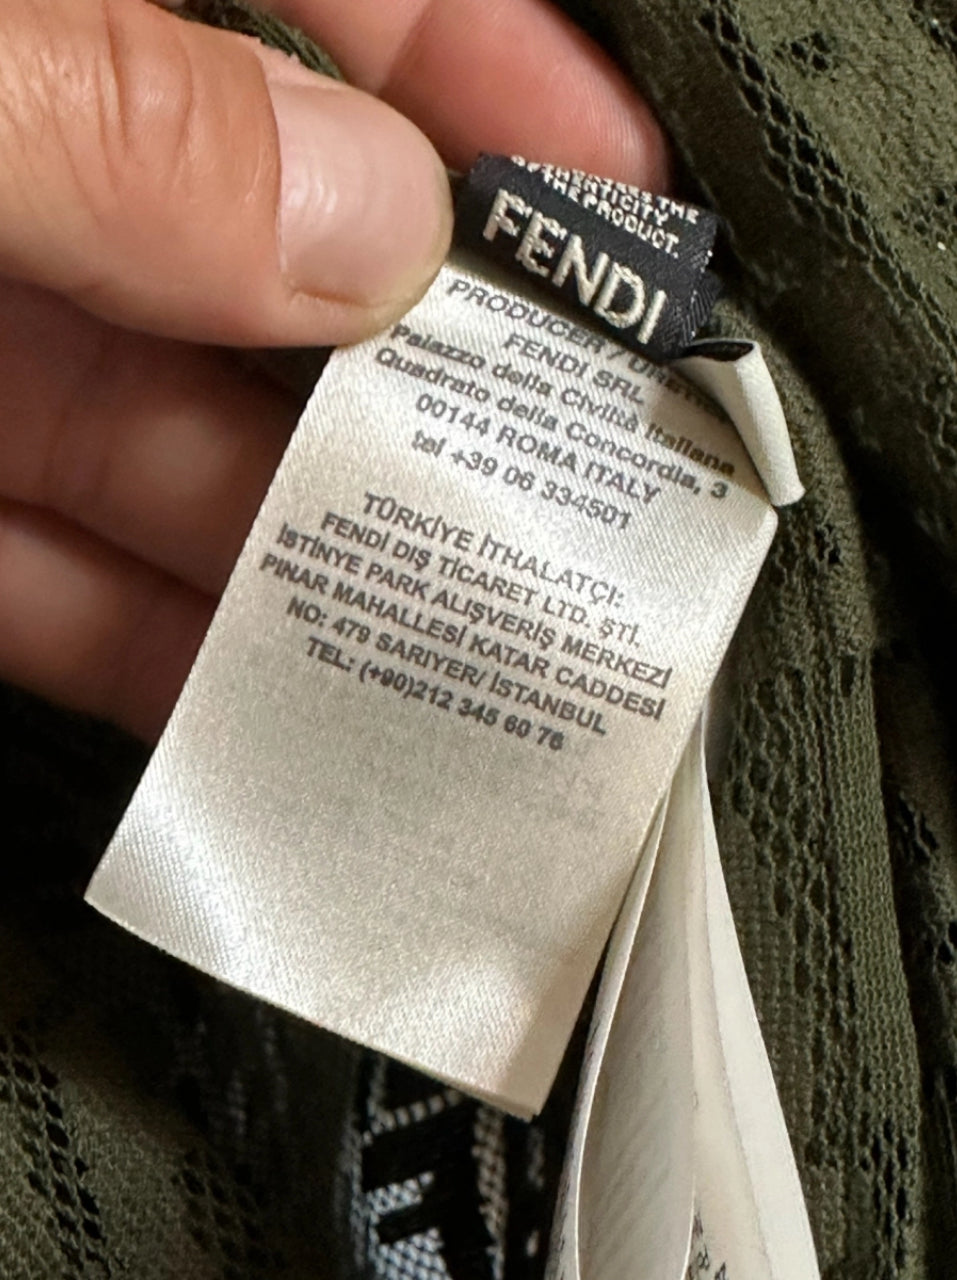 THE
THE PRODUCT.
FENDI
PRODUCER /
FENDI SRL
Palazzo della Civiltà Italiana
Quadrato della Concordia, 3
00144 ROMA ITALY
tel +39 06 334501
TÜRKİYE İTHALATÇI:
FENDİ DIŞ TİCARET LTD. ŞTİ.
İSTİNYE PARK ALIŞVERİŞ MERKEZİ
PINAR MAHALLESİ KATAR CADDESİ
NO: 479 SARIYER/ İSTANBUL
TEL: (+90)212 345 60 76